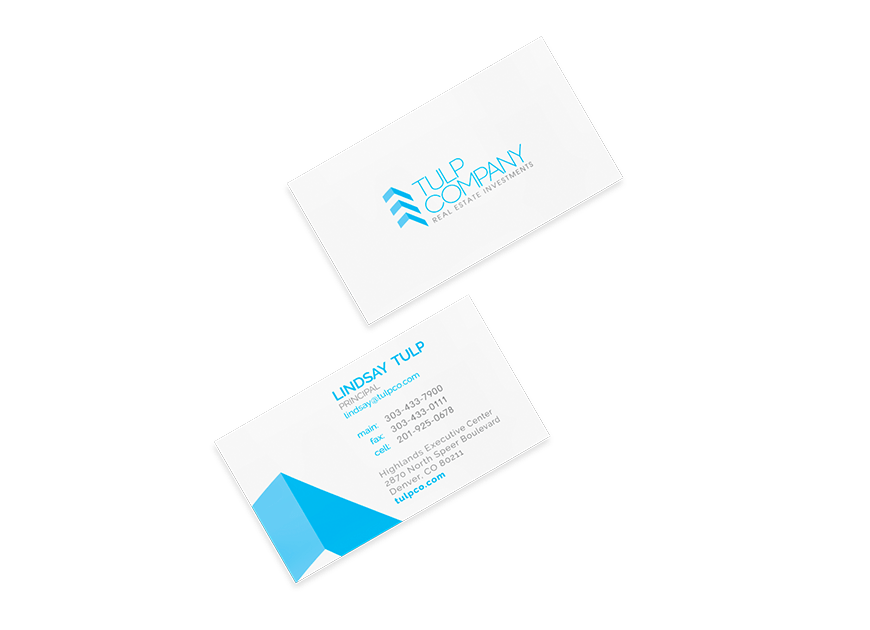 TULP
COMPANY
REAL ESTATE INVESTMENTS
LINDSAY TULP
PRINCIPAL
lindsay@tulpco.com
main: 303-433-7900
fax: 303-433-0111
cell: 201-925-0678
Highlands Executive Center
2870 North Speer Boulevard
Denver, CO 80211
tulpco.com